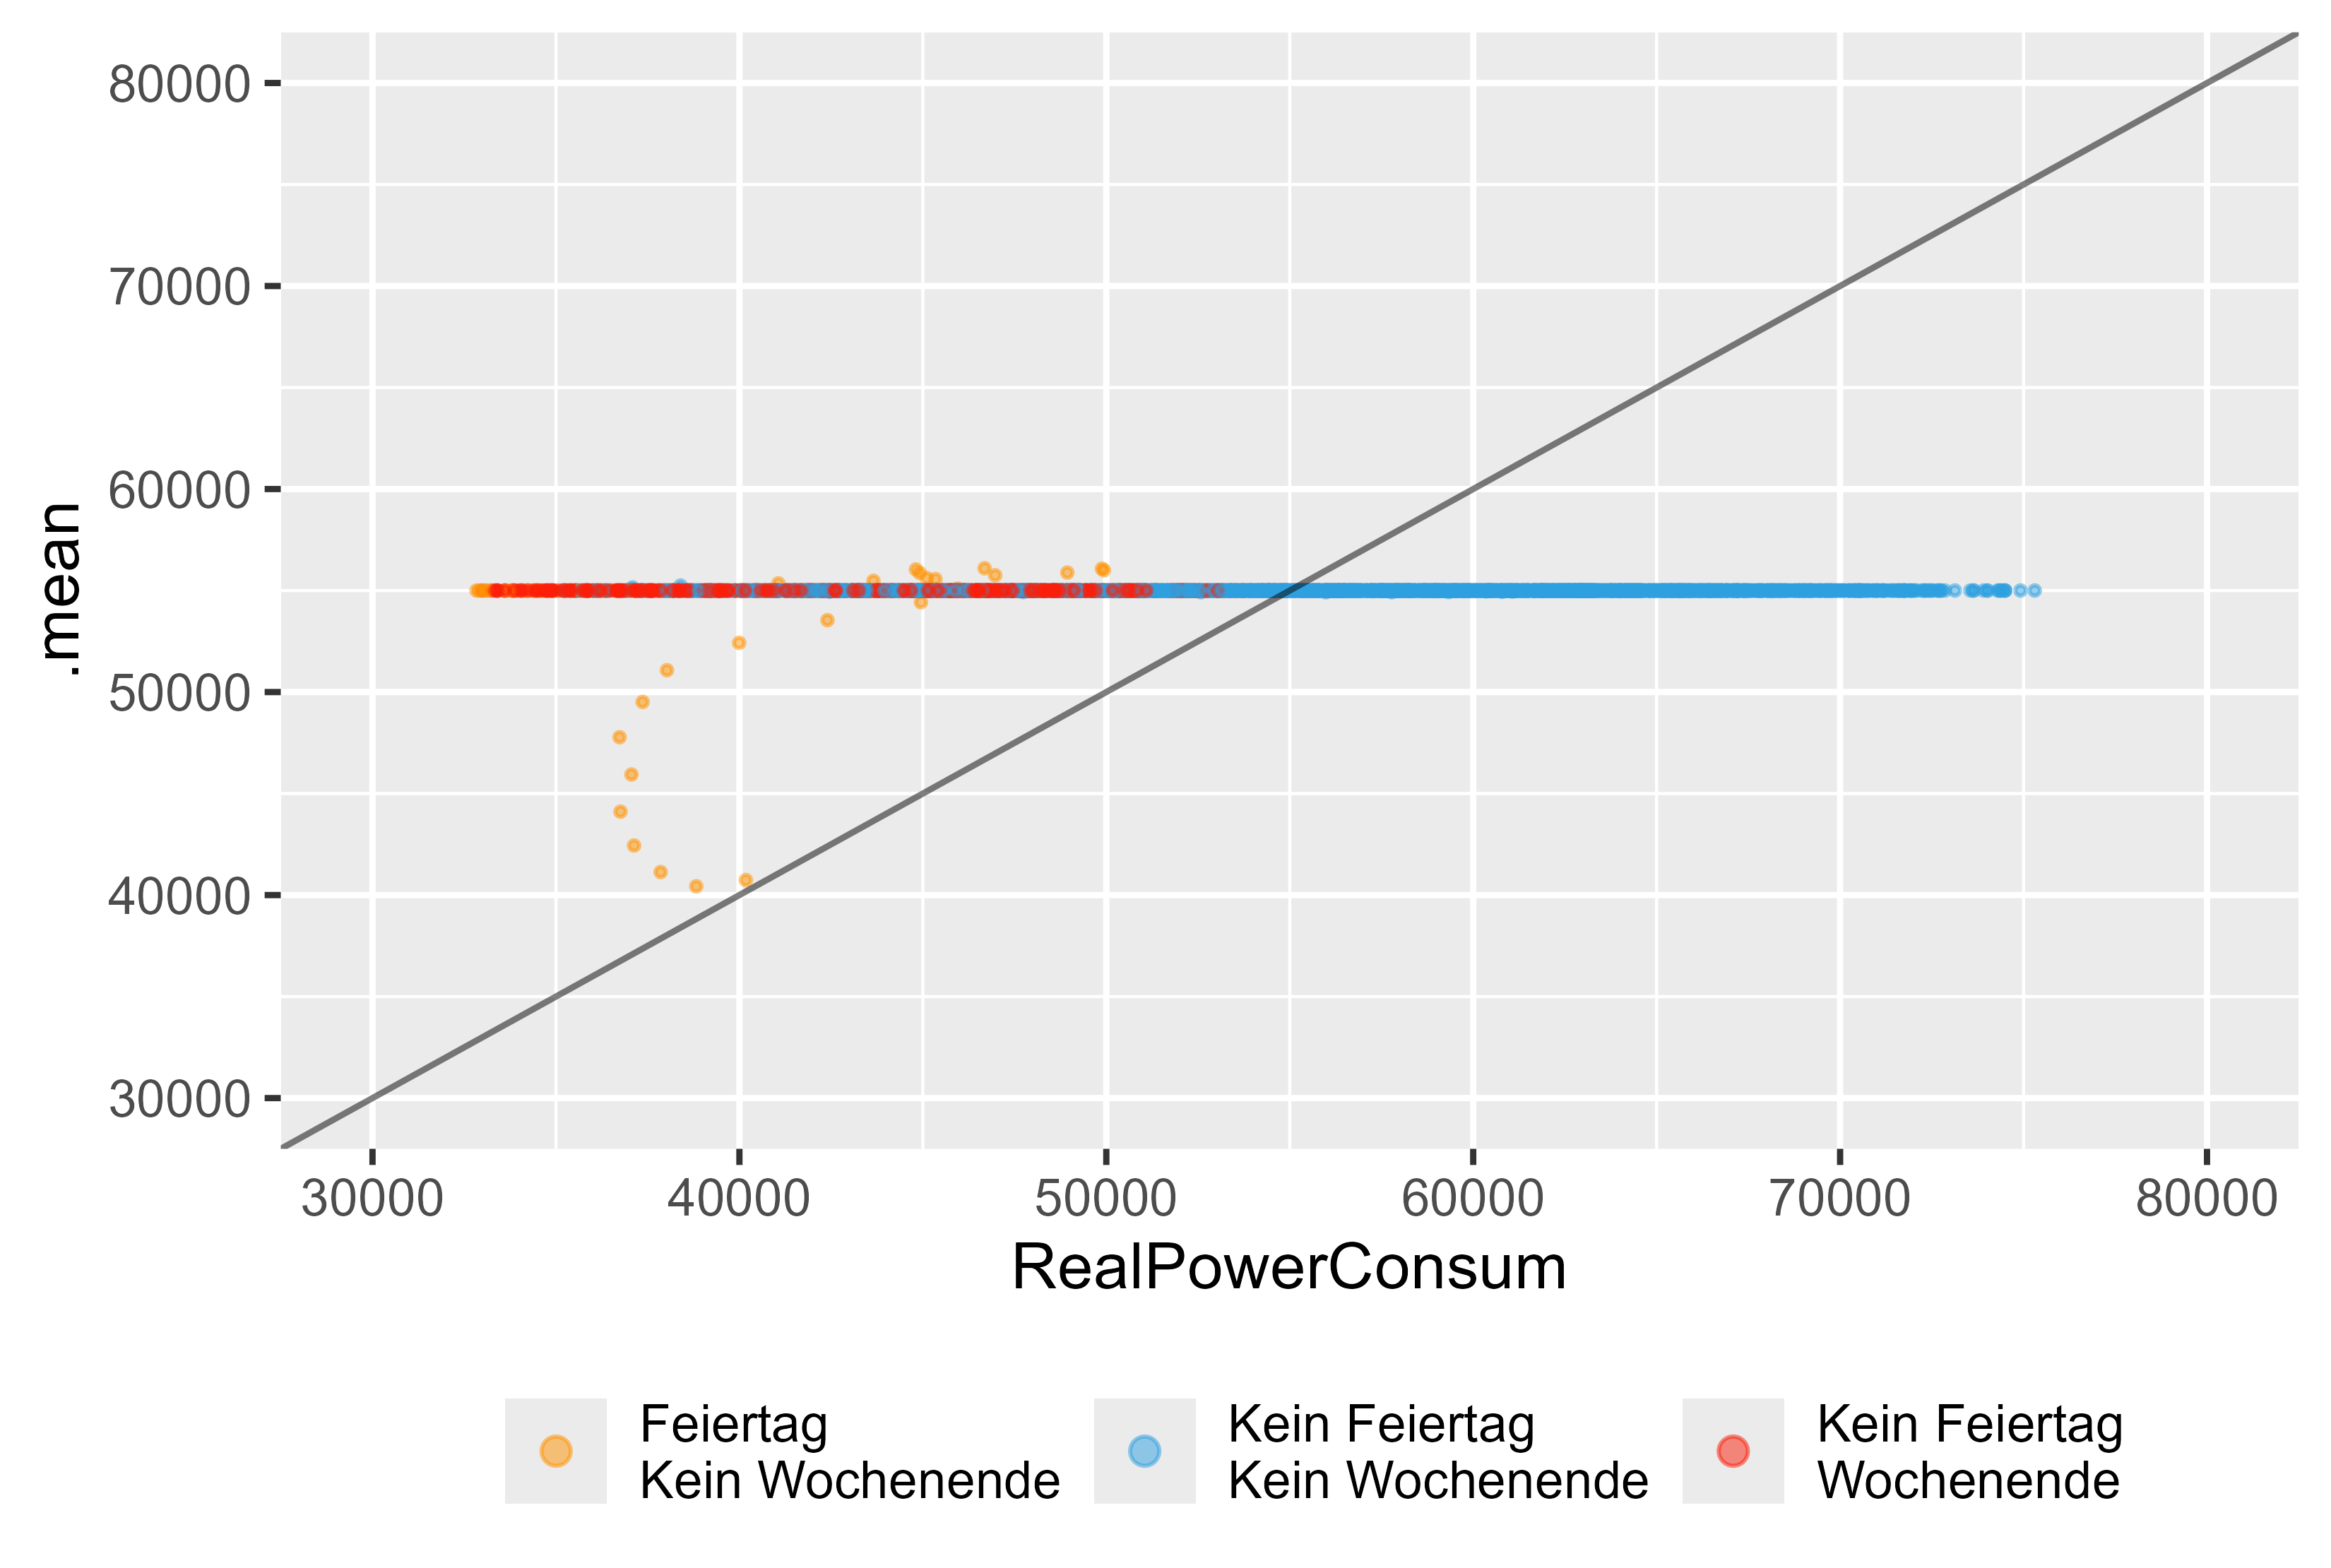 80000
70000
60000
50000
40000
30000
.mean
30000 40000 50000 60000 70000 80000
RealPowerConsum
Feiertag
Kein Wochenende
Kein Feiertag
Kein Wochenende
Kein Feiertag
Wochenende